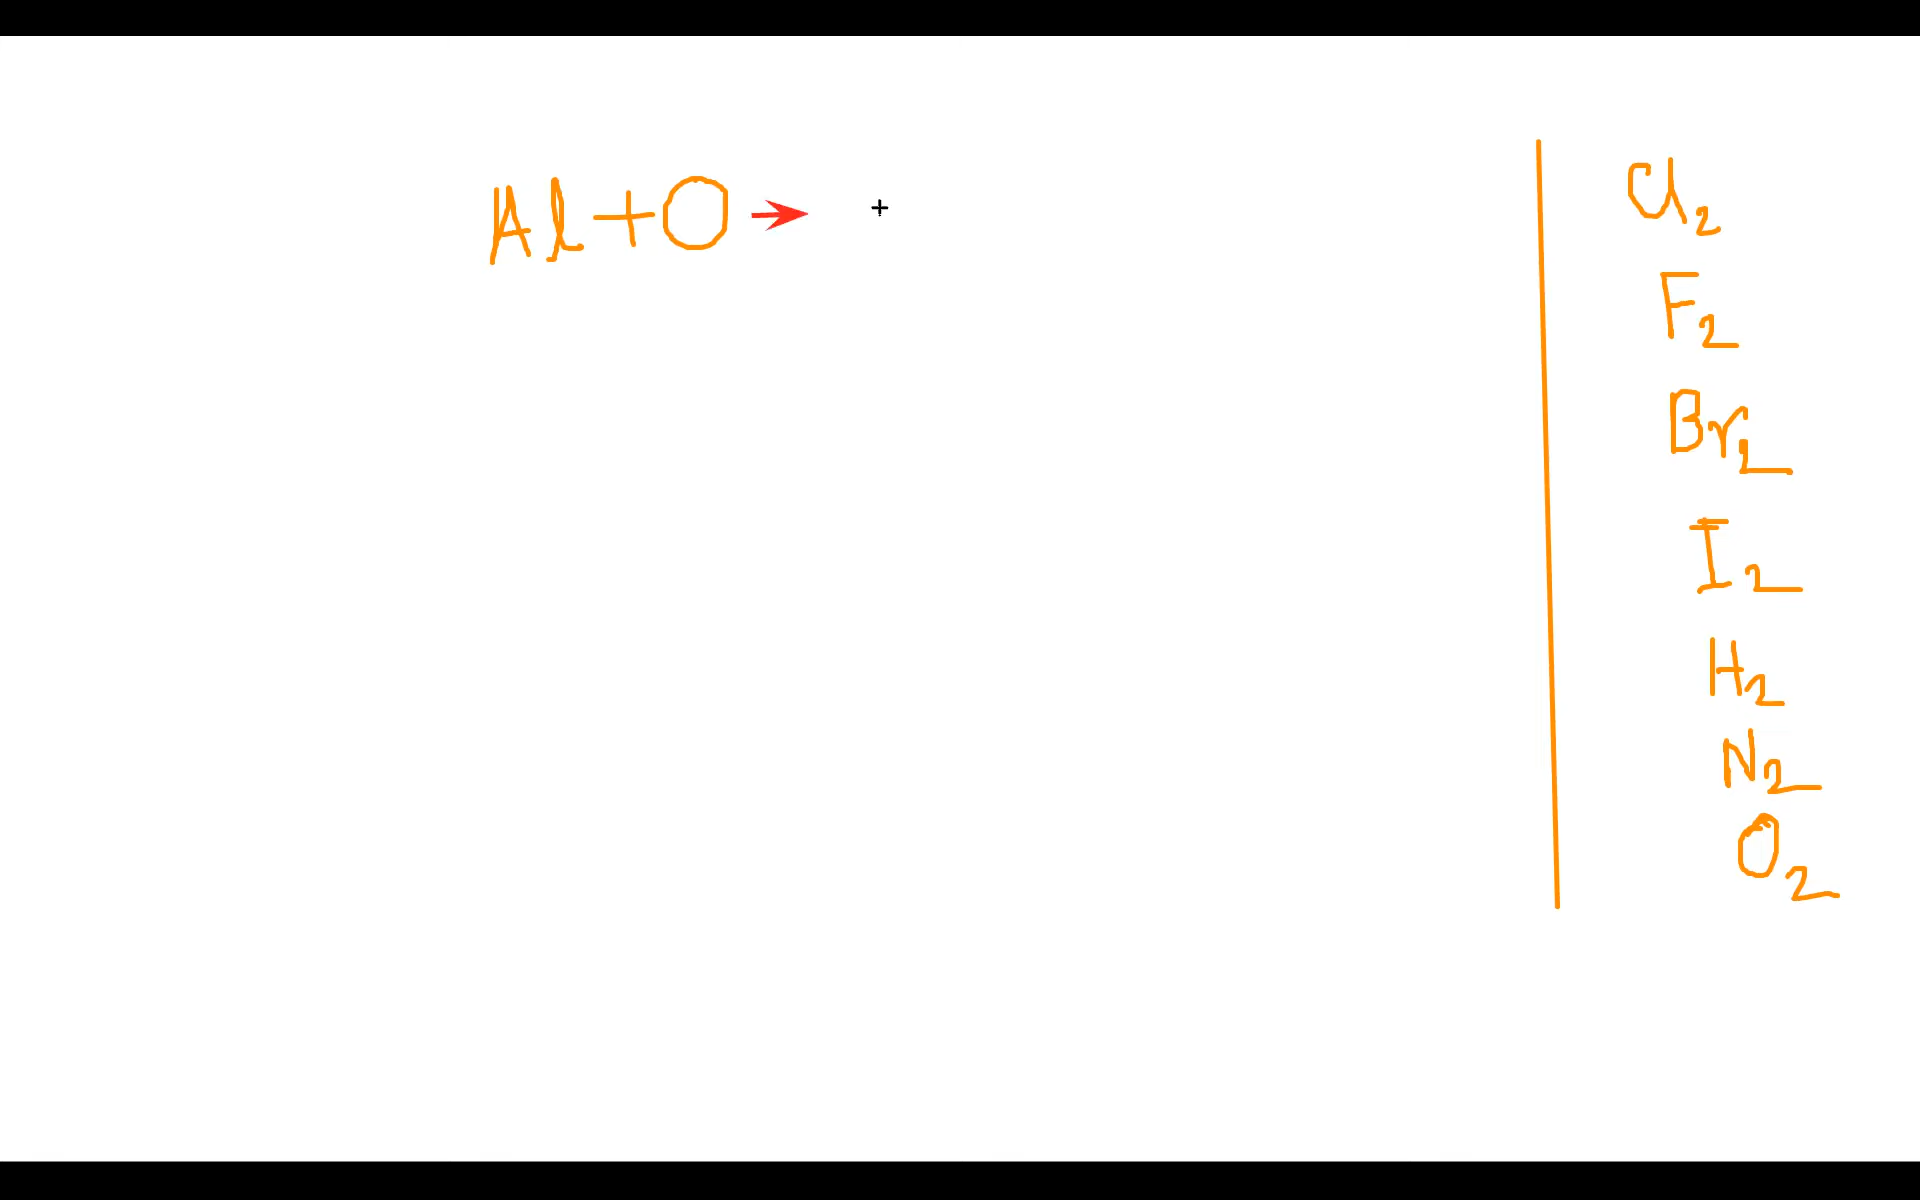 Al + O →
Cl₂
F₂
Br₂
I₂
H₂
N₂
O₂